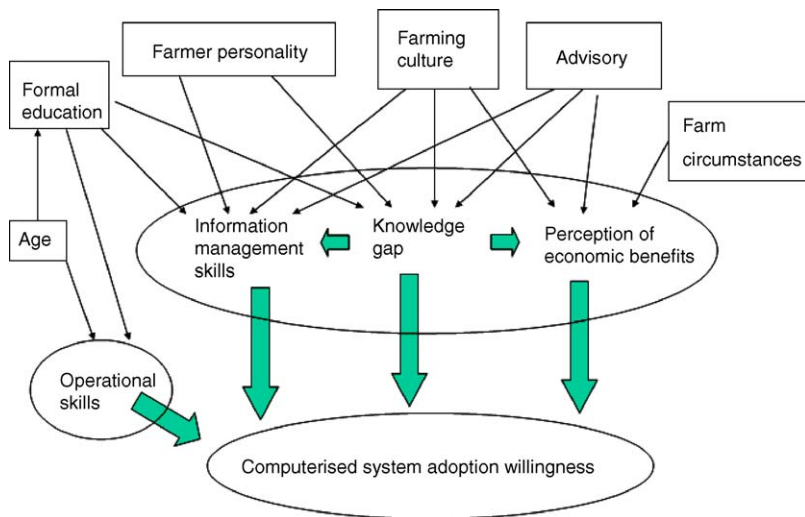 Farmer personality
Farming
culture
Advisory
Formal
education
Farm
circumstances
Age
Information
management
skills
Knowledge
gap
Perception of
economic benefits
Operational
skills
Computerised system adoption willingness